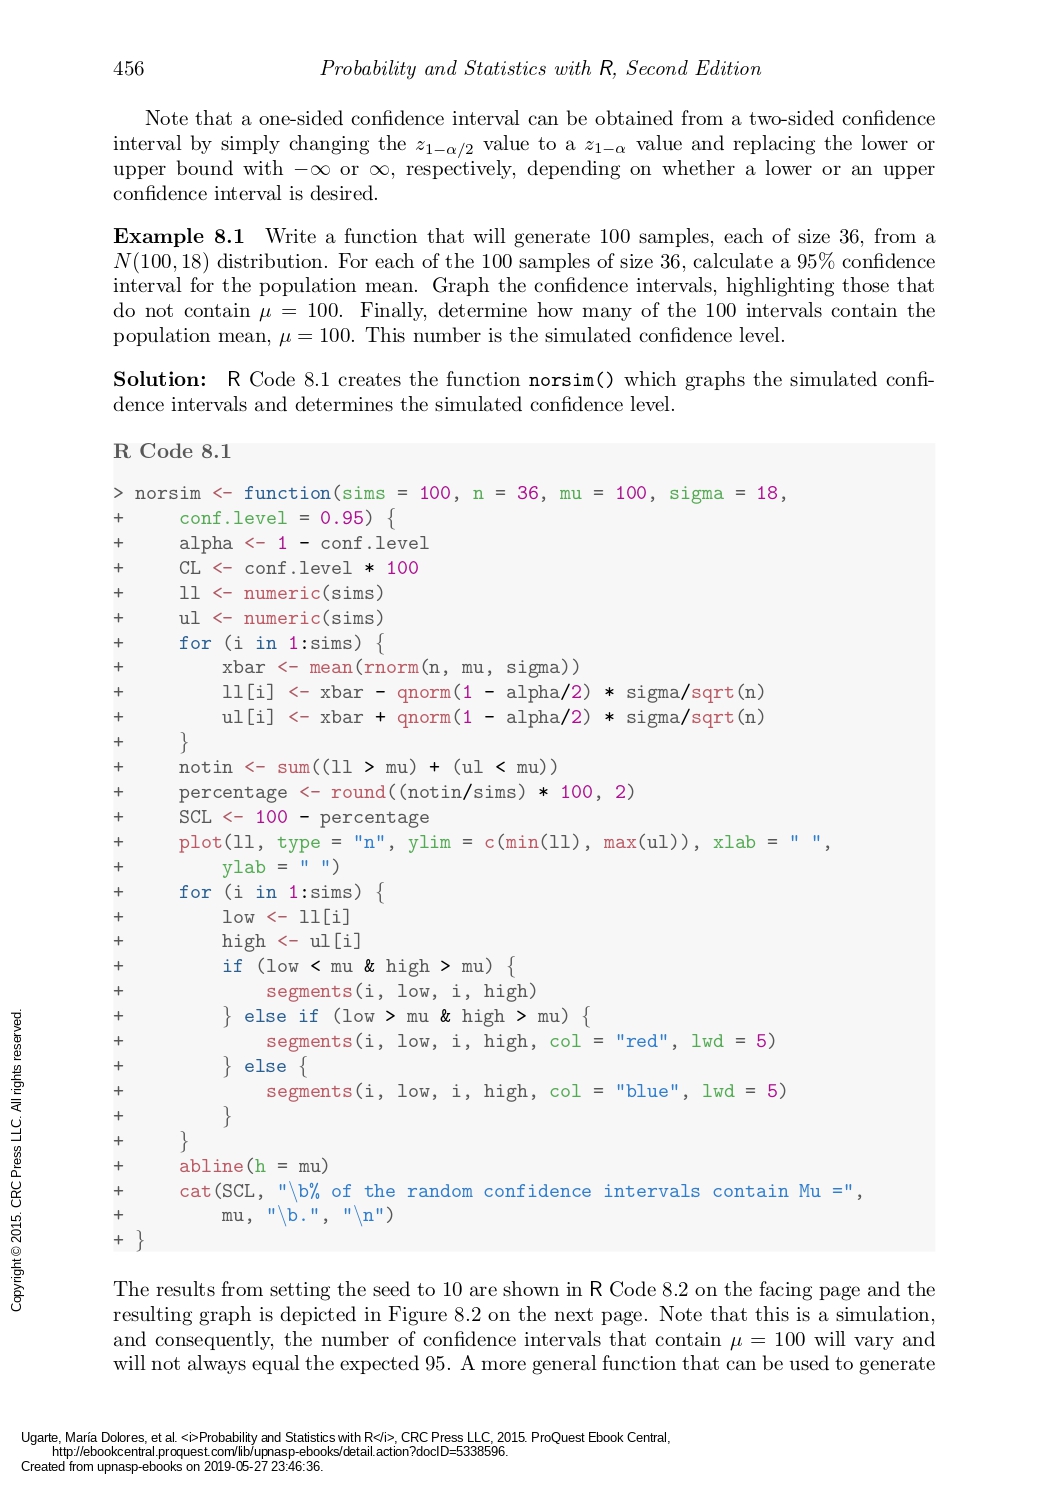 456 Probability and Statistics with R, Second Edition
Note that a one-sided confidence interval can be obtained from a two-sided confidence
interval by simply changing the z1−α/2 value to a z1−α value and replacing the lower or
upper bound with −∞ or ∞, respectively, depending on whether a lower or an upper
confidence interval is desired.
Example 8.1 Write a function that will generate 100 samples, each of size 36, from a
N(100, 18) distribution. For each of the 100 samples of size 36, calculate a 95% confidence
interval for the population mean. Graph the confidence intervals, highlighting those that
do not contain μ = 100. Finally, determine how many of the 100 intervals contain the
population mean, μ = 100. This number is the simulated confidence level.
Solution: R Code 8.1 creates the function norsim() which graphs the simulated confi-
dence intervals and determines the simulated confidence level.
R Code 8.1
> norsim <- function(sims = 100, n = 36, mu = 100, sigma = 18,
+     conf.level = 0.95) {
+     alpha <- 1 - conf.level
+     CL <- conf.level * 100
+     ll <- numeric(sims)
+     ul <- numeric(sims)
+     for (i in 1:sims) {
+         xbar <- mean(rnorm(n, mu, sigma))
+         ll[i] <- xbar - qnorm(1 - alpha/2) * sigma/sqrt(n)
+         ul[i] <- xbar + qnorm(1 - alpha/2) * sigma/sqrt(n)
+     }
+     notin <- sum((ll > mu) + (ul < mu))
+     percentage <- round((notin/sims) * 100, 2)
+     SCL <- 100 - percentage
+     plot(ll, type = "n", ylim = c(min(ll), max(ul)), xlab = " ",
+         ylab = " ")
+     for (i in 1:sims) {
+         low <- ll[i]
+         high <- ul[i]
+         if (low < mu & high > mu) {
+             segments(i, low, i, high)
+         } else if (low > mu & high > mu) {
+             segments(i, low, i, high, col = "red", lwd = 5)
+         } else {
+             segments(i, low, i, high, col = "blue", lwd = 5)
+         }
+     }
+     abline(h = mu)
+     cat(SCL, "\b% of the random confidence intervals contain Mu =",
+         mu, "\b.", "\n")
+ }
The results from setting the seed to 10 are shown in R Code 8.2 on the facing page and the
resulting graph is depicted in Figure 8.2 on the next page. Note that this is a simulation,
and consequently, the number of confidence intervals that contain μ = 100 will vary and
will not always equal the expected 95. A more general function that can be used to generate
Copyright © 2015. CRC Press LLC. All rights reserved.
Ugarte, María Dolores, et al. <i>Probability and Statistics with R</i>, CRC Press LLC, 2015. ProQuest Ebook Central,
http://ebookcentral.proquest.com/lib/upnasp-ebooks/detail.action?docID=5338596.
Created from upnasp-ebooks on 2019-05-27 23:46:36.